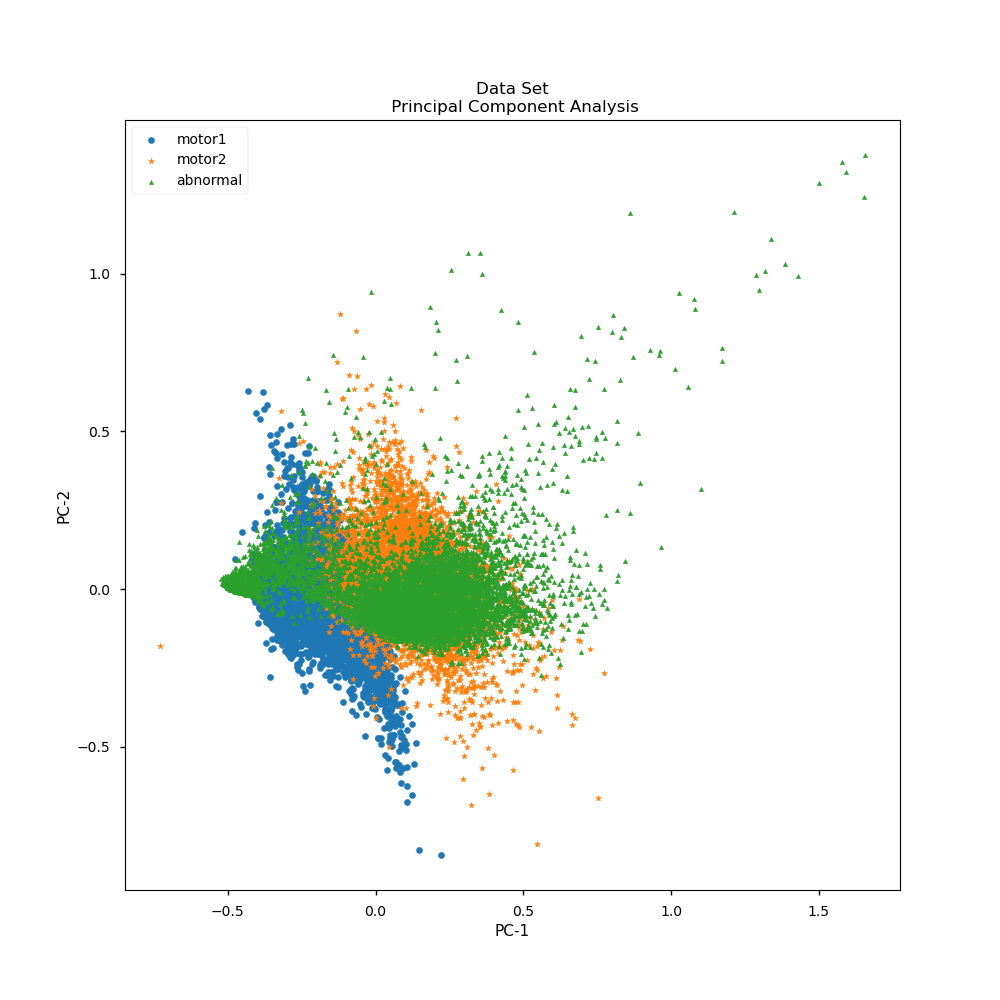 Data Set
Principal Component Analysis
motor1
motor2
abnormal
PC-2
1.0
0.5
0.0
−0.5
−0.5
0.0
0.5
1.0
1.5
PC-1